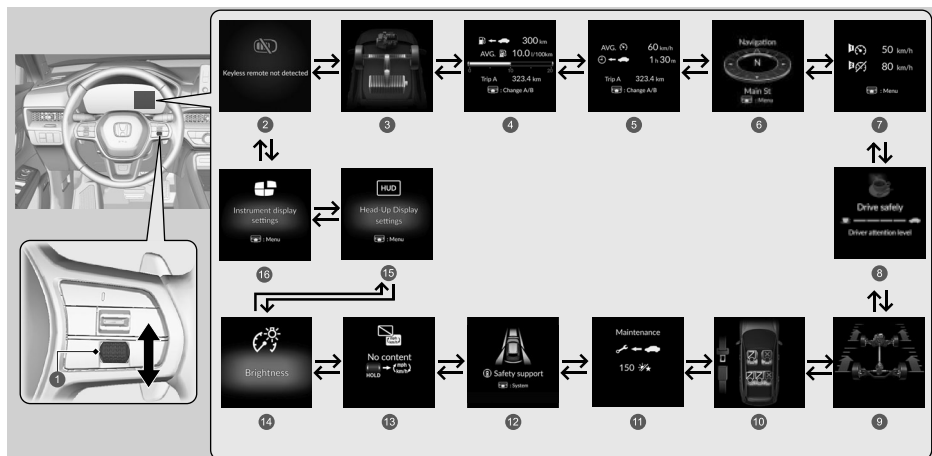 Keyless remote not detected
300 km
AVG. 10.0 l/100km
Trip A 323.4 km
: Change A/B
AVG. 60 km/h
1 h 30 m
Trip A 323.4 km
: Change A/B
Navigation
N
Main St
: Menu
50 km/h
80 km/h
: Menu
2
3
4
5
6
7
Instrument display
settings
: Menu
HUD
Head-Up Display
settings
: Menu
Drive safely
Driver attention level
16
15
8
1
Brightness
No content
HOLD
mph
km/h
Safety support
: System
Maintenance
150
14
13
12
11
10
9